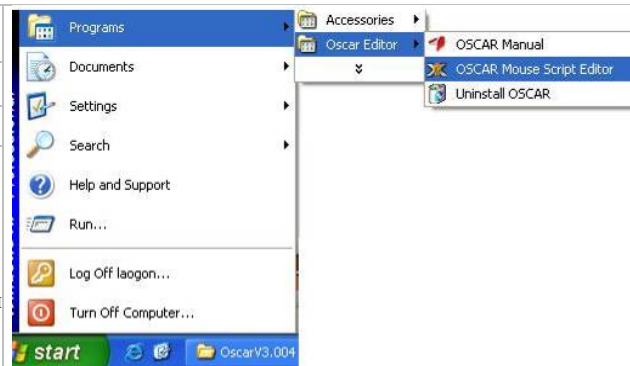 Programs
Documents
Settings
Search
Help and Support
Run...
Log Off laogon...
Turn Off Computer...
start
OscarV3.004
Accessories
Oscar Editor
OSCAR Manual
OSCAR Mouse Script Editor
Uninstall OSCAR